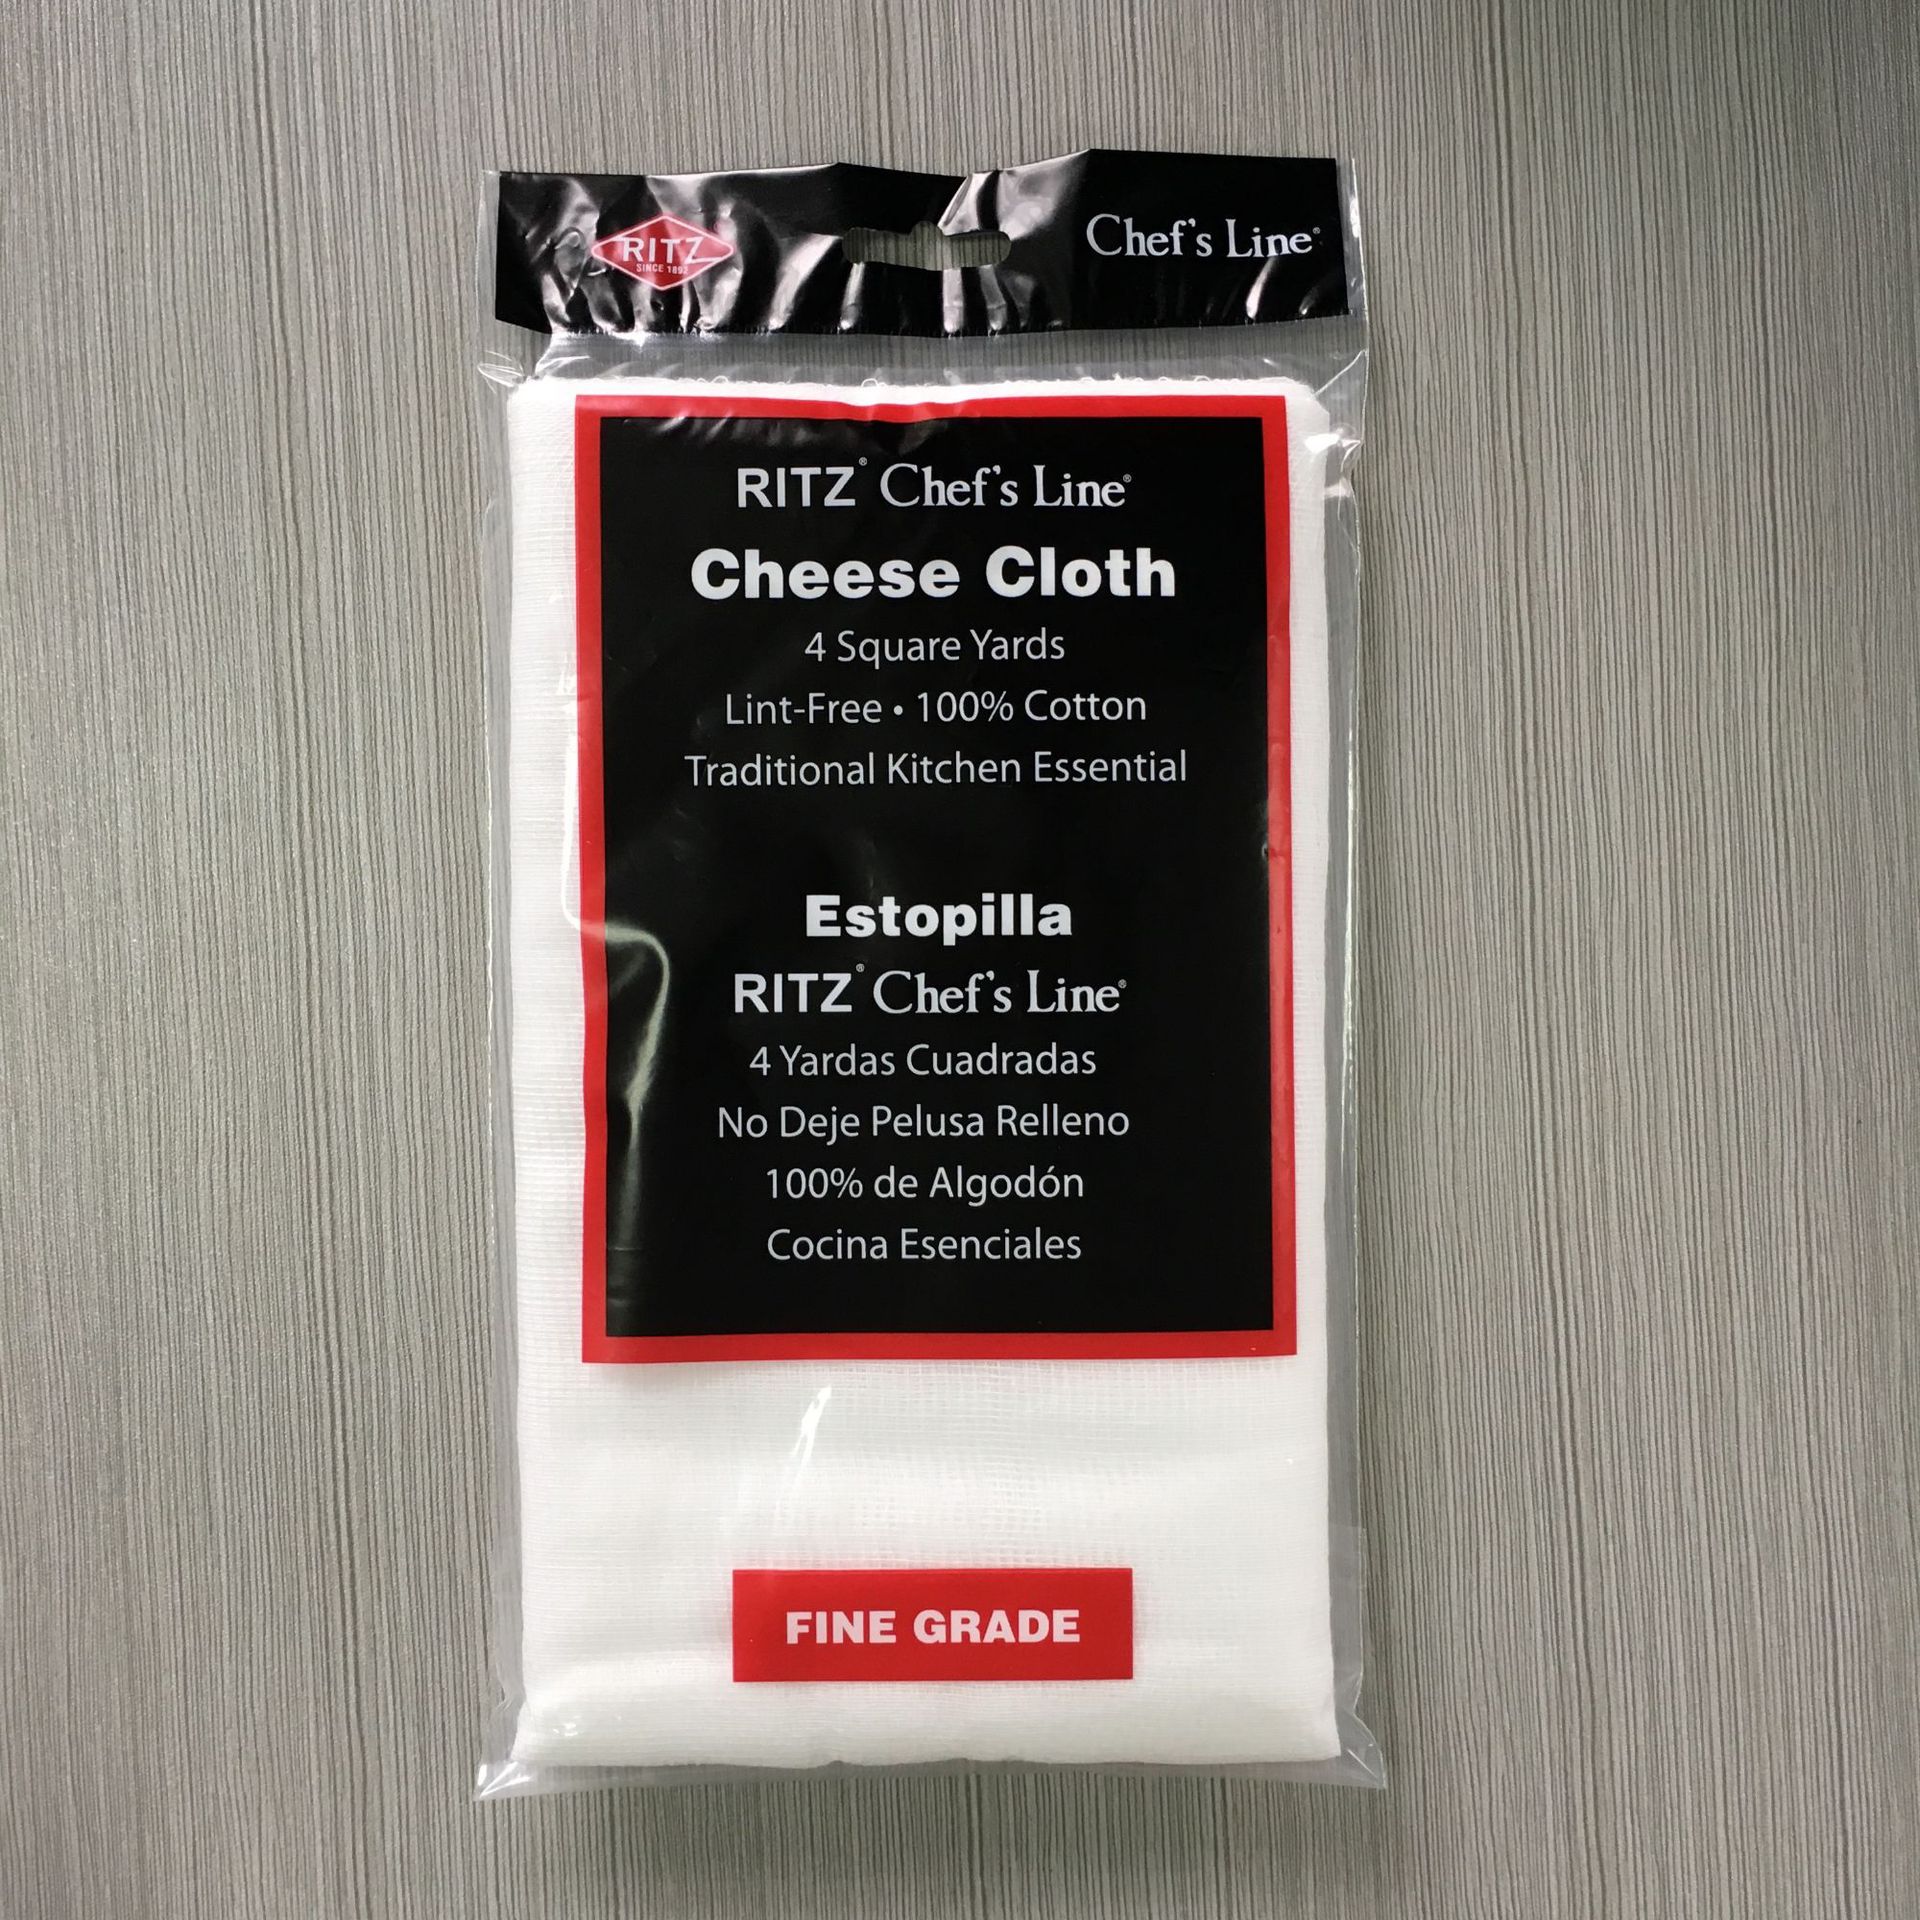 RITZ
SINCE 1892
Chef's Line®
RITZ® Chef's Line®
Cheese Cloth
4 Square Yards
Lint-Free • 100% Cotton
Traditional Kitchen Essential
Estopilla
RITZ® Chef's Line®
4 Yardas Cuadradas
No Deje Pelusa Relleno
100% de Algodón
Cocina Esenciales
FINE GRADE